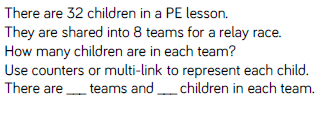 There are 32 children in a PE lesson.
They are shared into 8 teams for a relay race.
How many children are in each team?
Use counters or multi-link to represent each child.
There are ___ teams and ___ children in each team.